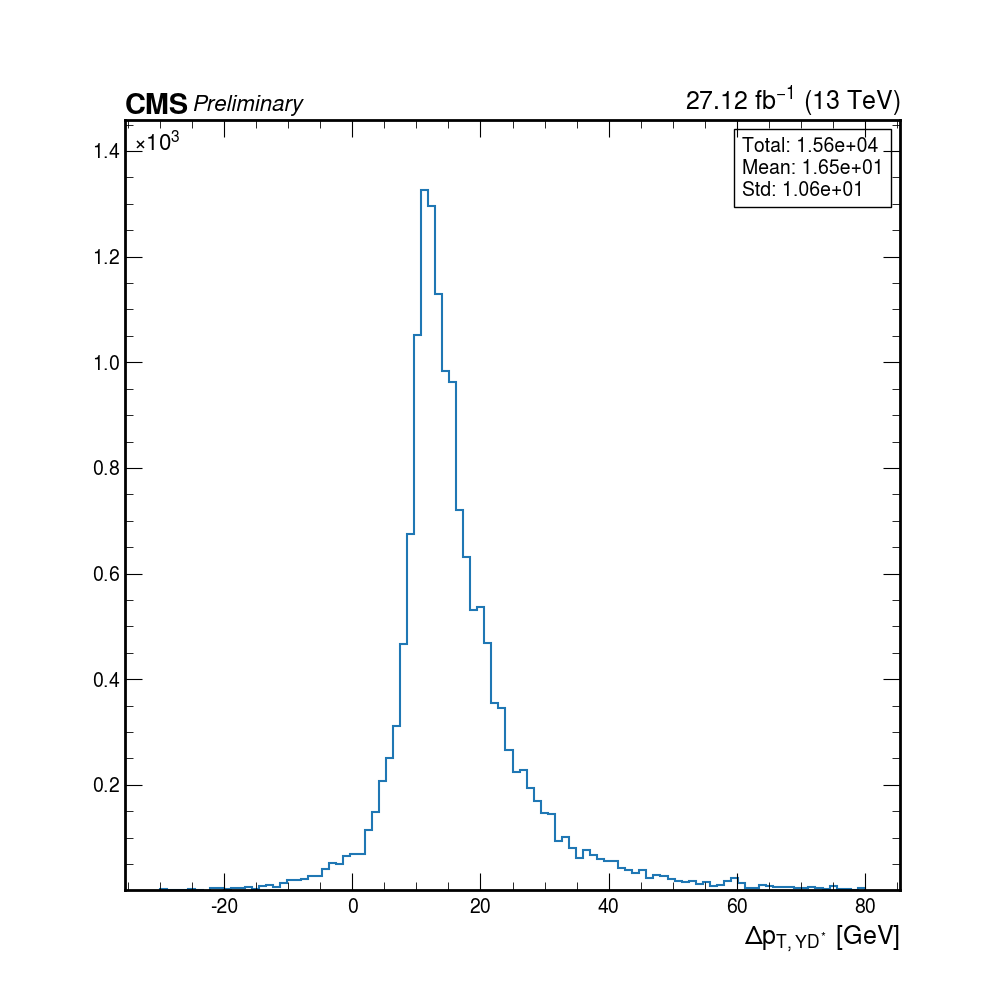 CMS Preliminary 27.12 fb⁻¹ (13 TeV)
×10³
Total: 1.56e+04
Mean: 1.65e+01
Std: 1.06e+01
1.4
1.2
1.0
0.8
0.6
0.4
0.2
-20 0 20 40 60 80
Δp_T, YD* [GeV]